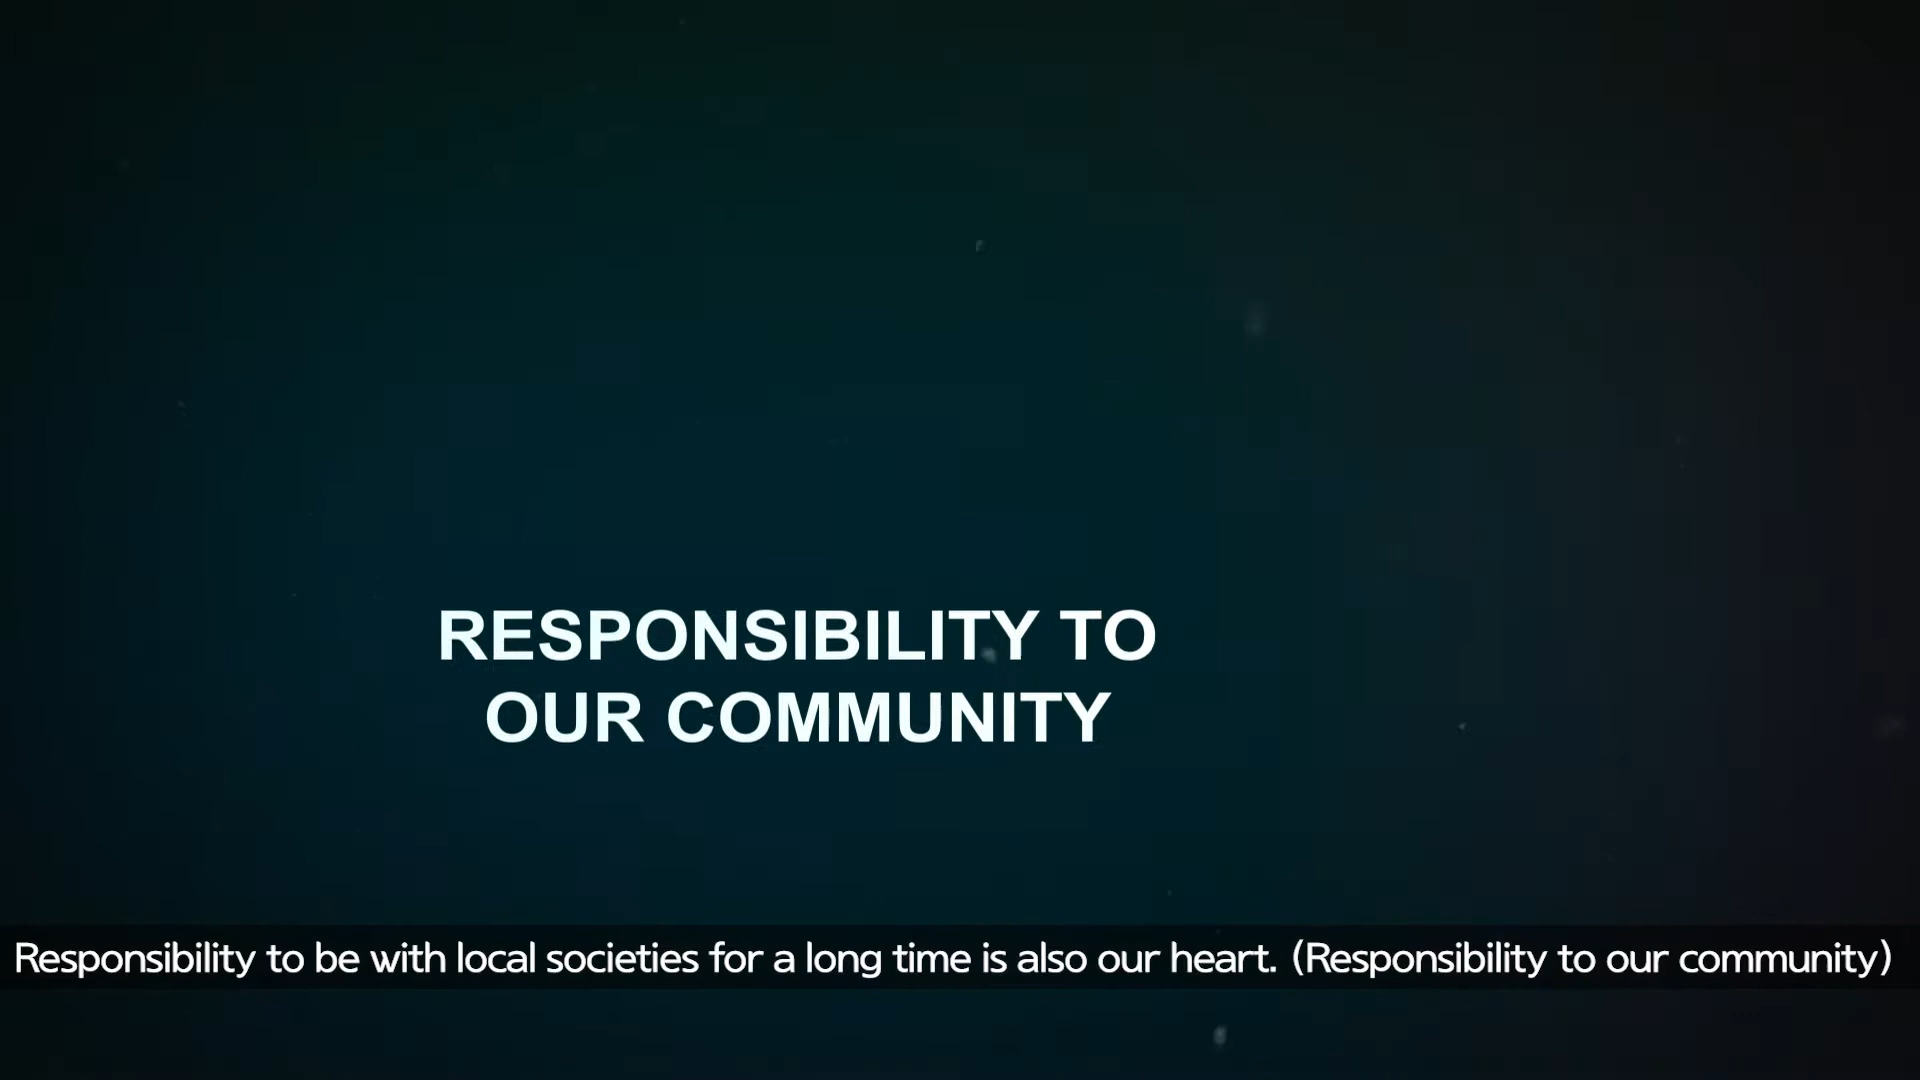 RESPONSIBILITY TO
OUR COMMUNITY
Responsibility to be with local societies for a long time is also our heart. (Responsibility to our community)